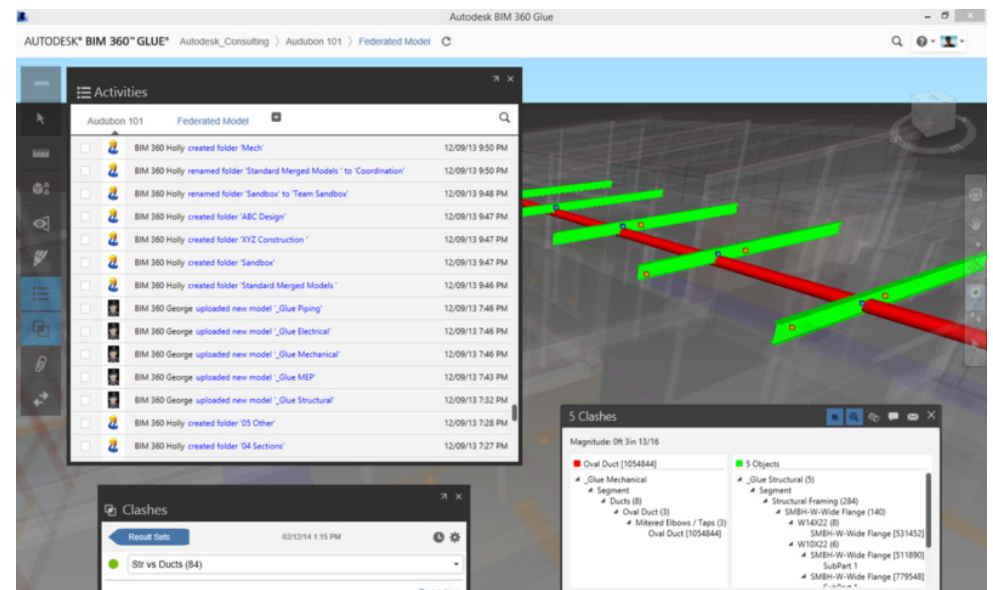 Autodesk BIM 360 Glue
AUTODESK® BIM 360™ GLUE® Autodesk_Consulting > Audubon 101 > Federated Model
Activities
Audubon 101 Federated Model
BIM 360 Holly created folder 'Mech' 12/09/13 9:50 PM
BIM 360 Holly renamed folder 'Standard Merged Models ' to 'Coordination' 12/09/13 9:50 PM
BIM 360 Holly renamed folder 'Sandbox' to 'Team Sandbox' 12/09/13 9:48 PM
BIM 360 Holly created folder 'ABC Design' 12/09/13 9:47 PM
BIM 360 Holly created folder 'XYZ Construction ' 12/09/13 9:47 PM
BIM 360 Holly created folder 'Sandbox' 12/09/13 9:47 PM
BIM 360 Holly created folder 'Standard Merged Models ' 12/09/13 9:46 PM
BIM 360 George uploaded new model '_Glue Piping' 12/09/13 7:46 PM
BIM 360 George uploaded new model '_Glue Electrical' 12/09/13 7:46 PM
BIM 360 George uploaded new model '_Glue Mechanical' 12/09/13 7:46 PM
BIM 360 George uploaded new model '_Glue MEP' 12/09/13 7:43 PM
BIM 360 George uploaded new model '_Glue Structural' 12/09/13 7:32 PM
BIM 360 Holly created folder '05 Other' 12/09/13 7:28 PM
BIM 360 Holly created folder '04 Sections' 12/09/13 7:27 PM
Clashes
Result Sets 02/12/14 1:15 PM
Str vs Ducts (84)
5 Clashes
Magnitude: 0ft 3in 13/16
Oval Duct [1054844]
_Glue Mechanical
Segment
Ducts (8)
Oval Duct (3)
Mitered Elbows / Taps (3)
Oval Duct [1054844]
5 Objects
_Glue Structural (5)
Segment
Structural Framing (284)
SMBH-W-Wide Flange (140)
W14X22 (8)
SMBH-W-Wide Flange [531452]
W10X22 (6)
SMBH-W-Wide Flange [511890]
SubPart 1
SMBH-W-Wide Flange [779548]